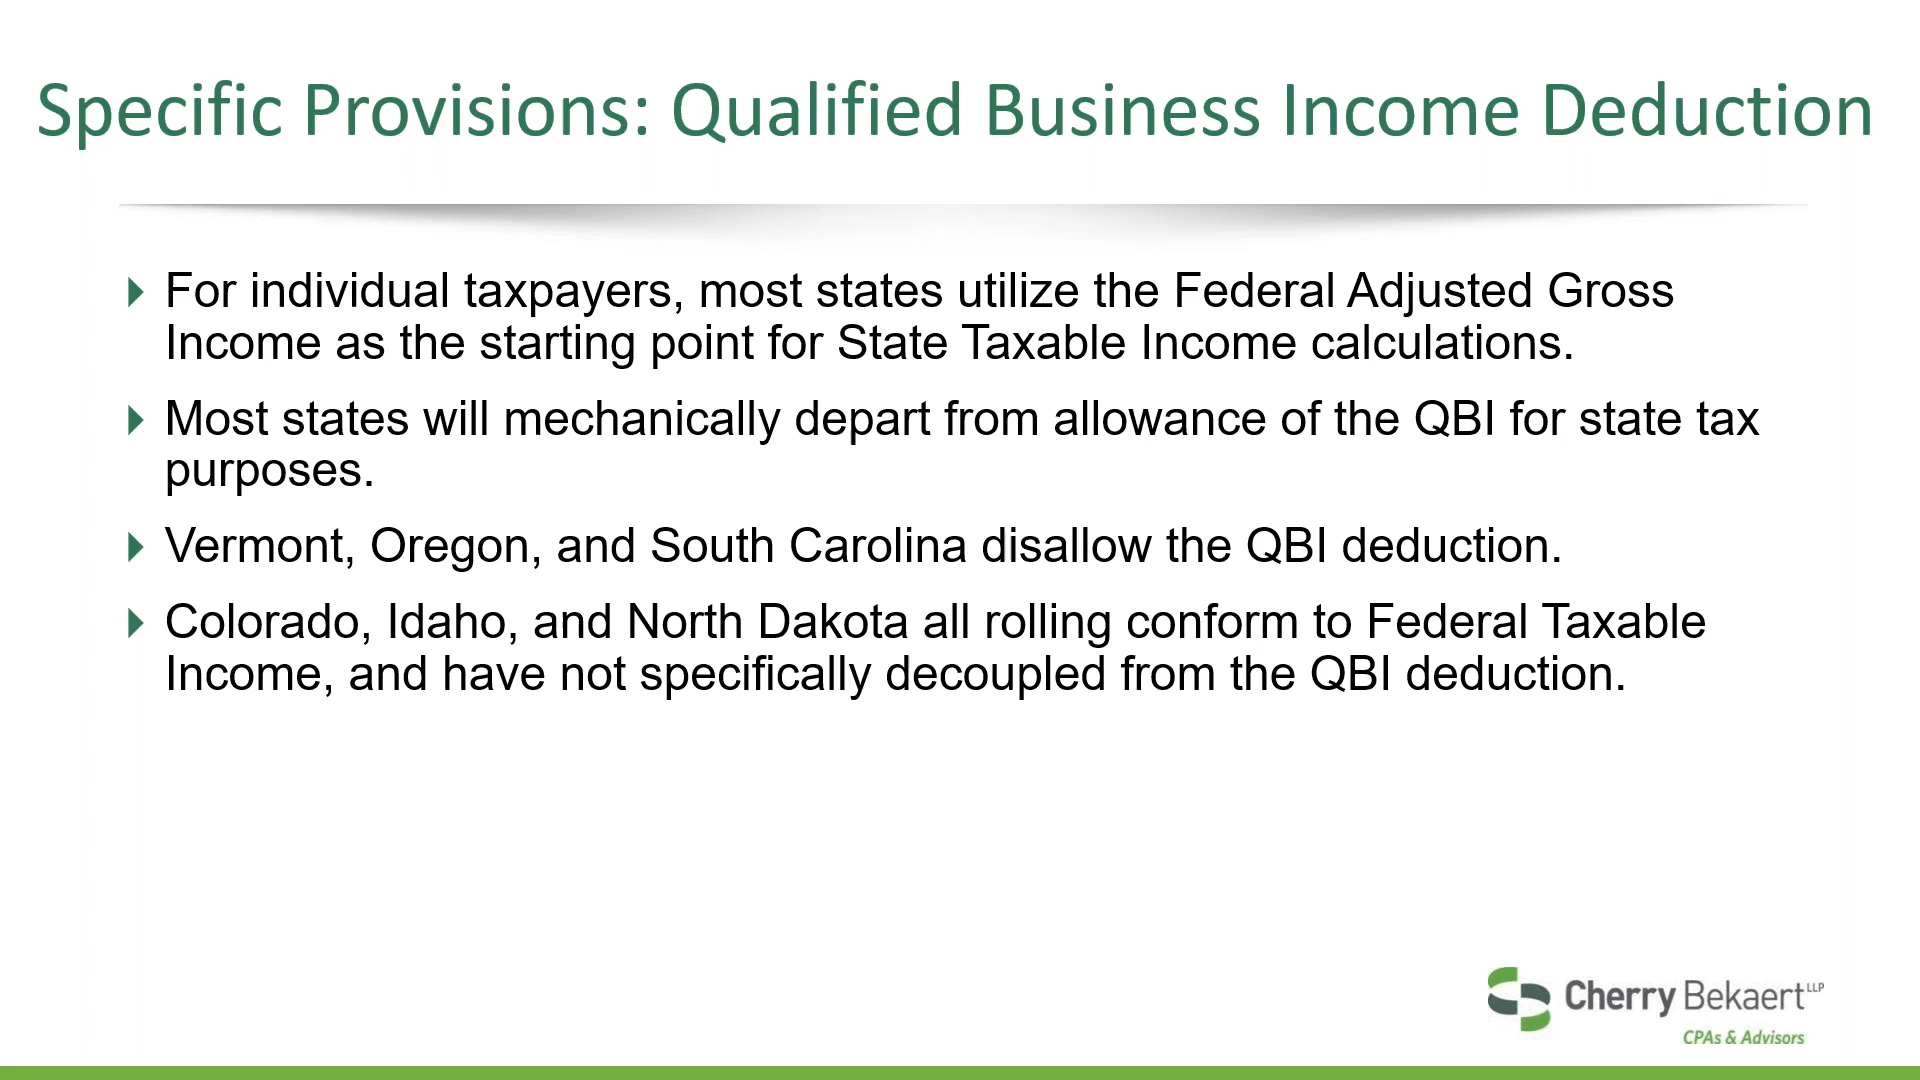 Specific Provisions: Qualified Business Income Deduction
For individual taxpayers, most states utilize the Federal Adjusted Gross
Income as the starting point for State Taxable Income calculations.
Most states will mechanically depart from allowance of the QBI for state tax
purposes.
Vermont, Oregon, and South Carolina disallow the QBI deduction.
Colorado, Idaho, and North Dakota all rolling conform to Federal Taxable
Income, and have not specifically decoupled from the QBI deduction.
Cherry Bekaert LLP
CPAs & Advisors